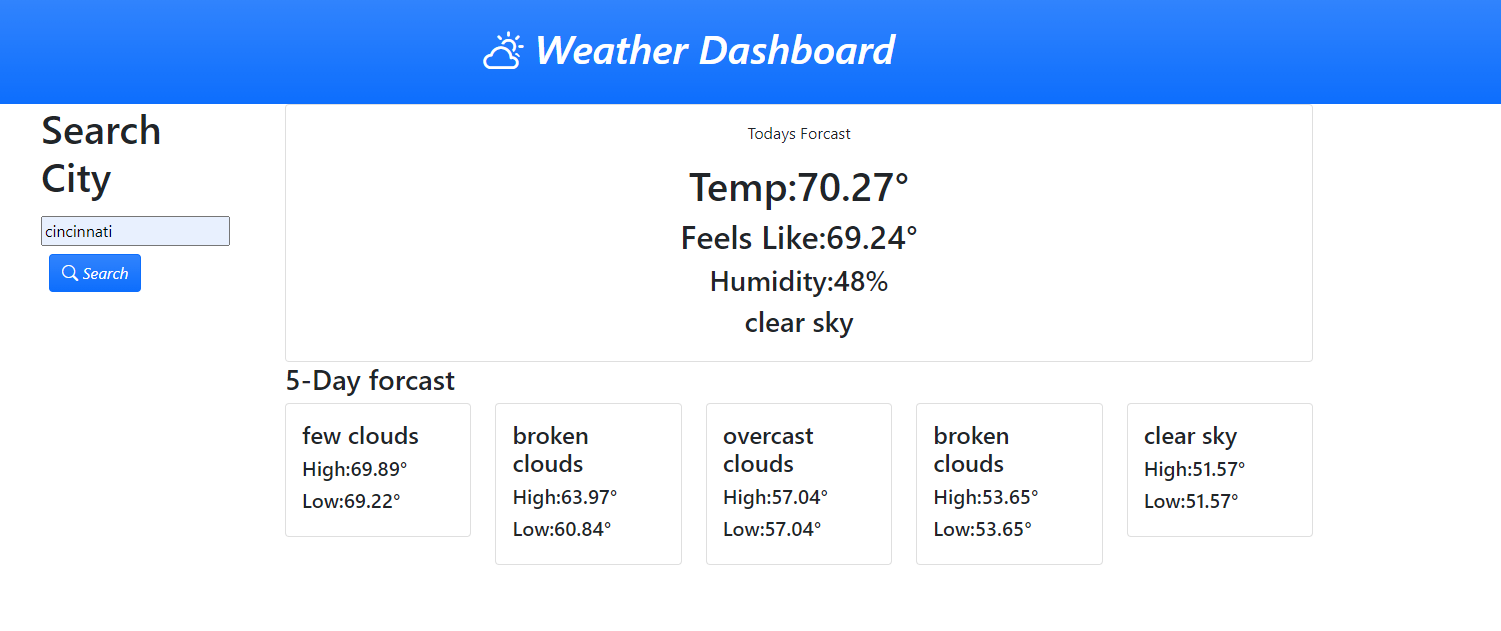 Weather Dashboard
Search
City
cincinnati
Search
Todays Forcast
Temp:70.27°
Feels Like:69.24°
Humidity:48%
clear sky
5-Day forcast
few clouds
High:69.89°
Low:69.22°
broken
clouds
High:63.97°
Low:60.84°
overcast
clouds
High:57.04°
Low:57.04°
broken
clouds
High:53.65°
Low:53.65°
clear sky
High:51.57°
Low:51.57°